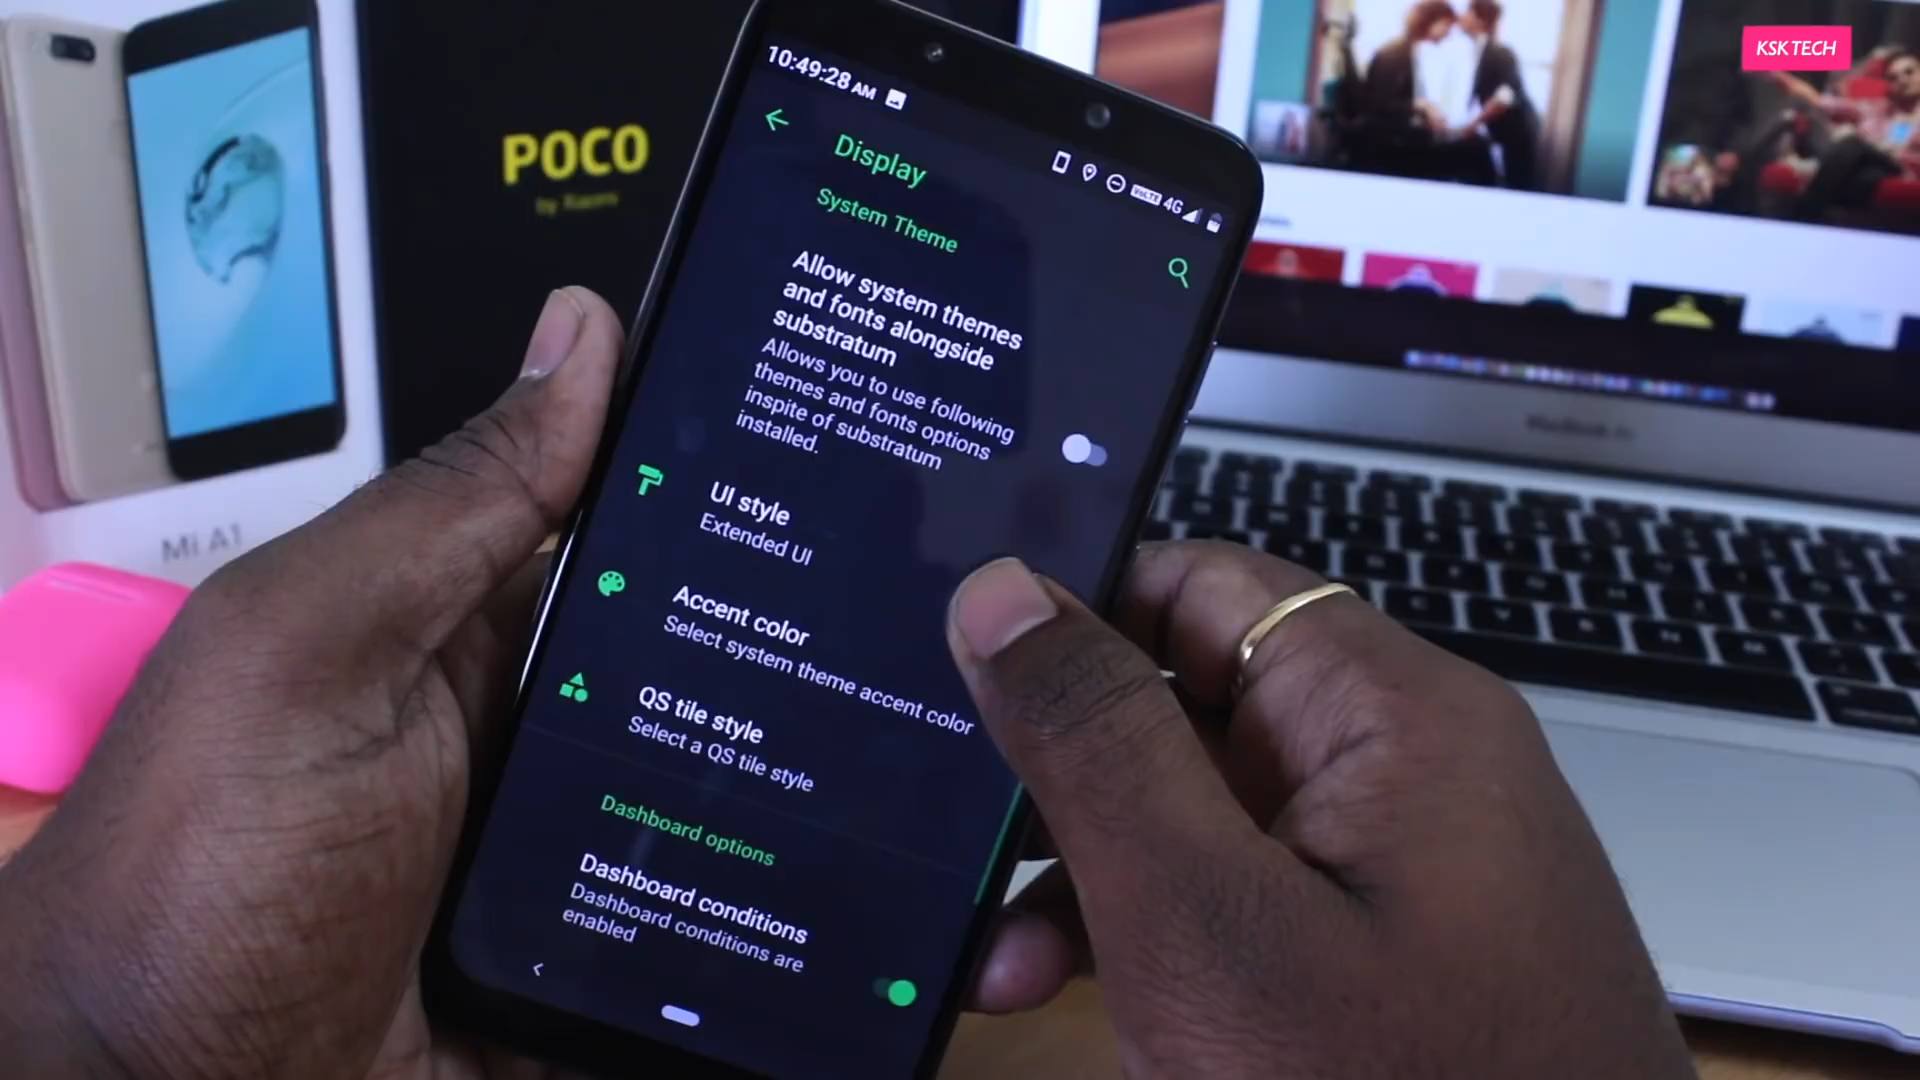 KSK TECH
POCO
by Xiaomi
Mi A1
10:49:28 AM
VoLTE 4G
Display
System Theme
Allow system themes
and fonts alongside
substratum
Allows you to use following
themes and fonts options
inspite of substratum
installed.
UI style
Extended UI
Accent color
Select system theme accent color
QS tile style
Select a QS tile style
Dashboard options
Dashboard conditions
Dashboard conditions are
enabled